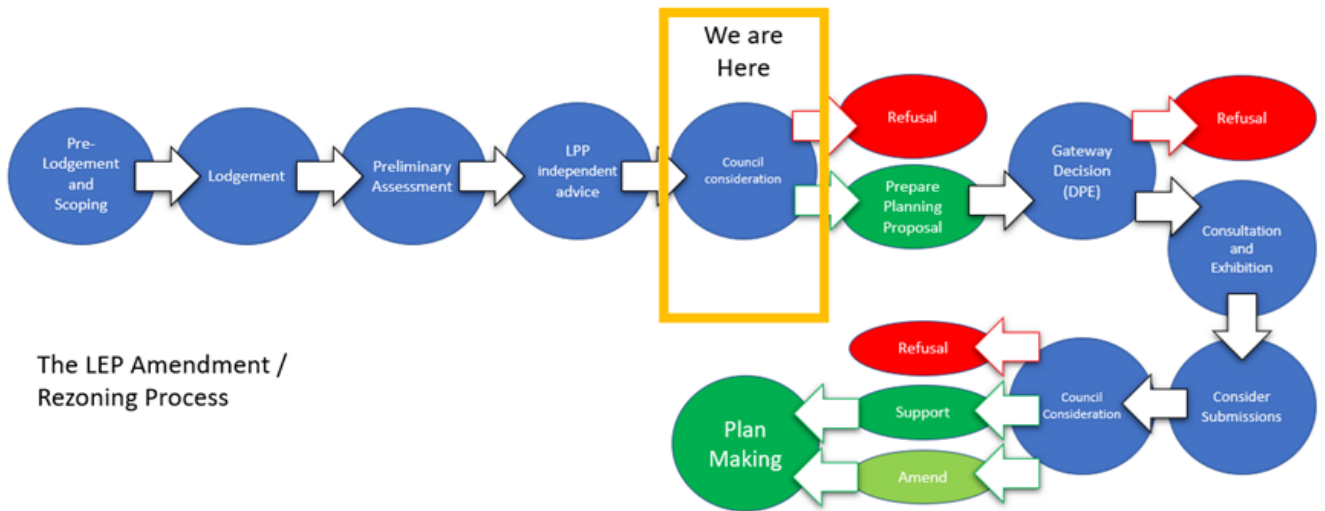 We are
Here
Pre-
Lodgement
and
Scoping
Lodgement
Preliminary
Assessment
LPP
independent
advice
Council
consideration
Refusal
Prepare
Planning
Proposal
Gateway
Decision
(DPE)
Refusal
Consultation
and
Exhibition
Consider
Submissions
Council
Consideration
Refusal
Support
Amend
Plan
Making
The LEP Amendment /
Rezoning Process